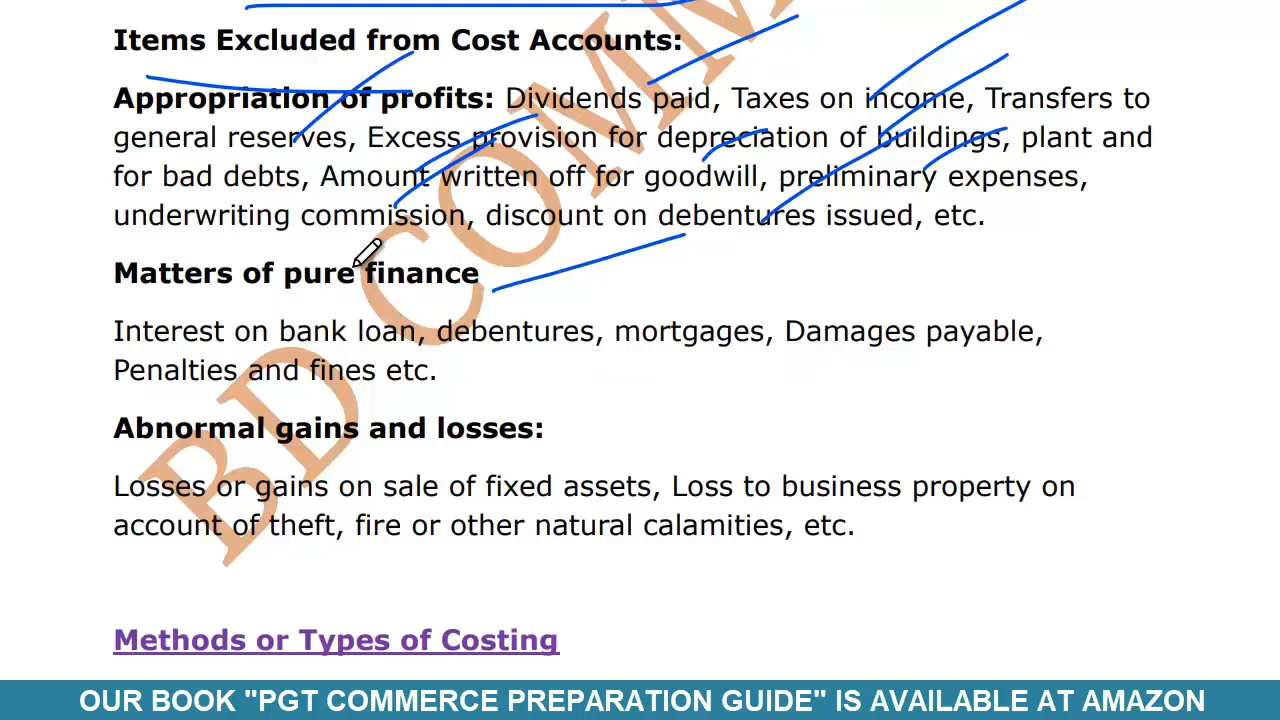 Items Excluded from Cost Accounts:
Appropriation of profits: Dividends paid, Taxes on income, Transfers to
general reserves, Excess provision for depreciation of buildings, plant and
for bad debts, Amount written off for goodwill, preliminary expenses,
underwriting commission, discount on debentures issued, etc.
Matters of pure finance
Interest on bank loan, debentures, mortgages, Damages payable,
Penalties and fines etc.
Abnormal gains and losses:
Losses or gains on sale of fixed assets, Loss to business property on
account of theft, fire or other natural calamities, etc.
Methods or Types of Costing
BD COMM
OUR BOOK "PGT COMMERCE PREPARATION GUIDE" IS AVAILABLE AT AMAZON